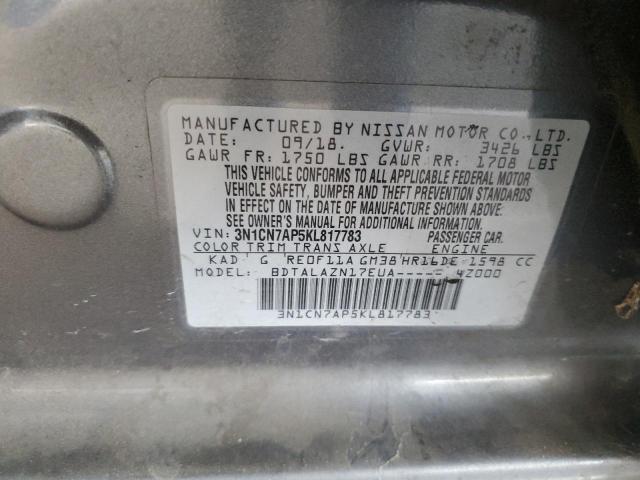 MANUFACTURED BY NISSAN MOTOR CO.,LTD.
DATE: 09/18. GVWR: 3426 LBS
GAWR FR: 1750 LBS GAWR RR: 1708 LBS
THIS VEHICLE CONFORMS TO ALL APPLICABLE FEDERAL MOTOR
VEHICLE SAFETY, BUMPER AND THEFT PREVENTION STANDARDS
IN EFFECT ON THE DATE OF MANUFACTURE SHOWN ABOVE.
SEE OWNER'S MANUAL FOR ADDITIONAL INFORMATION.
VIN: 3N1CN7AP5KL817783 PASSENGER CAR.
COLOR TRIM TRANS AXLE ENGINE
KAD G RE0F11A GM38 HR16DE 1598 CC
MODEL: BDTALAZN17EUA----- 4Z000
3N1CN7AP5KL817783